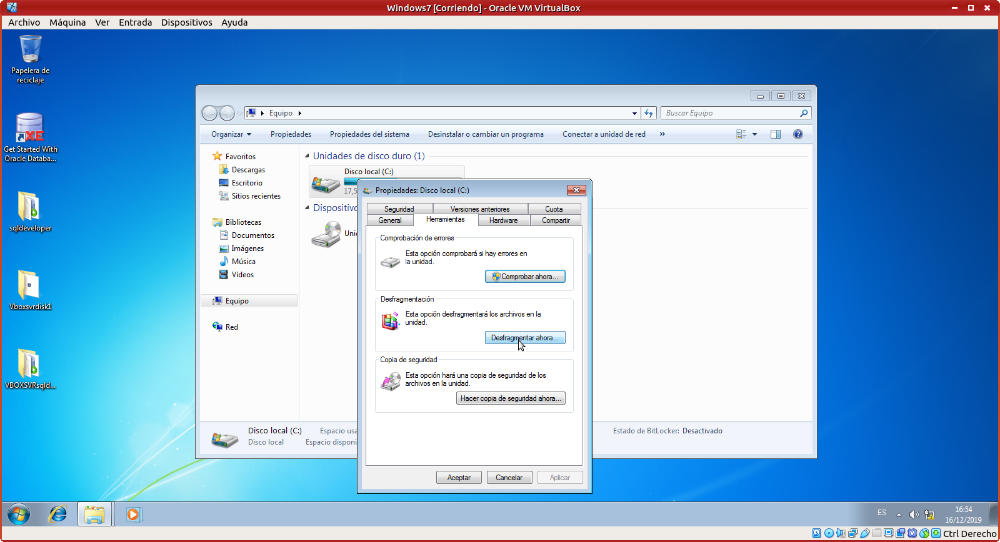 Windows7 [Corriendo] - Oracle VM VirtualBox
Archivo Máquina Ver Entrada Dispositivos Ayuda
Papelera de
reciclaje
XE
Get Started With
Oracle Databa...
sqldeveloper
Vboxsvrdisk1
VBOXSVRsqld...
Equipo
Buscar Equipo
Organizar Propiedades Propiedades del sistema Desinstalar o cambiar un programa Conectar a unidad de red »
Favoritos
Descargas
Escritorio
Sitios recientes
Bibliotecas
Documentos
Imágenes
Música
Vídeos
Equipo
Red
Unidades de disco duro (1)
Disco local (C:)
17,5
Disco local (C:)
Disco local
Estado de BitLocker: Desactivado
Propiedades: Disco local (C:)
Seguridad Versiones anteriores Cuota
General Herramientas Hardware Compartir
Comprobación de errores
Esta opción comprobará si hay errores en
la unidad.
Comprobar ahora...
Desfragmentación
Esta opción desfragmentará los archivos en la
unidad.
Desfragmentar ahora...
Copia de seguridad
Esta opción hará una copia de seguridad de los
archivos en la unidad.
Hacer copia de seguridad ahora...
Aceptar Cancelar Aplicar
ES
16:54
16/12/2019
Ctrl Derecho